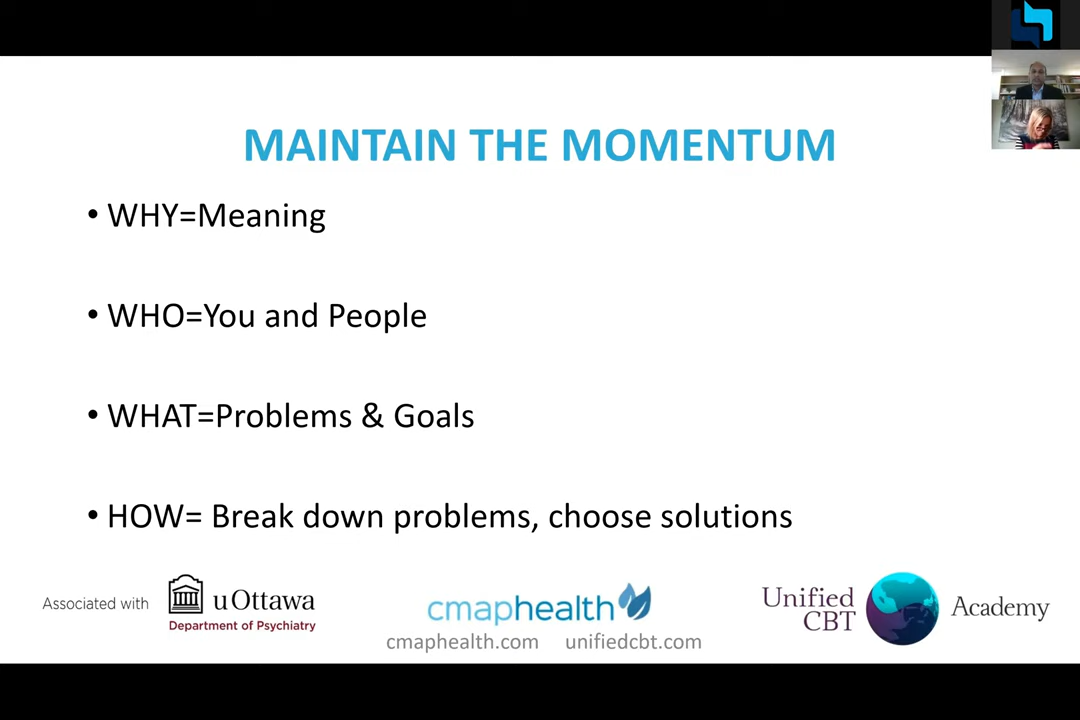 MAINTAIN THE MOMENTUM
• WHY=Meaning
• WHO=You and People
• WHAT=Problems & Goals
• HOW= Break down problems, choose solutions
Associated with
uOttawa
Department of Psychiatry
cmaphealth
cmaphealth.com unifiedcbt.com
Unified
CBT
Academy